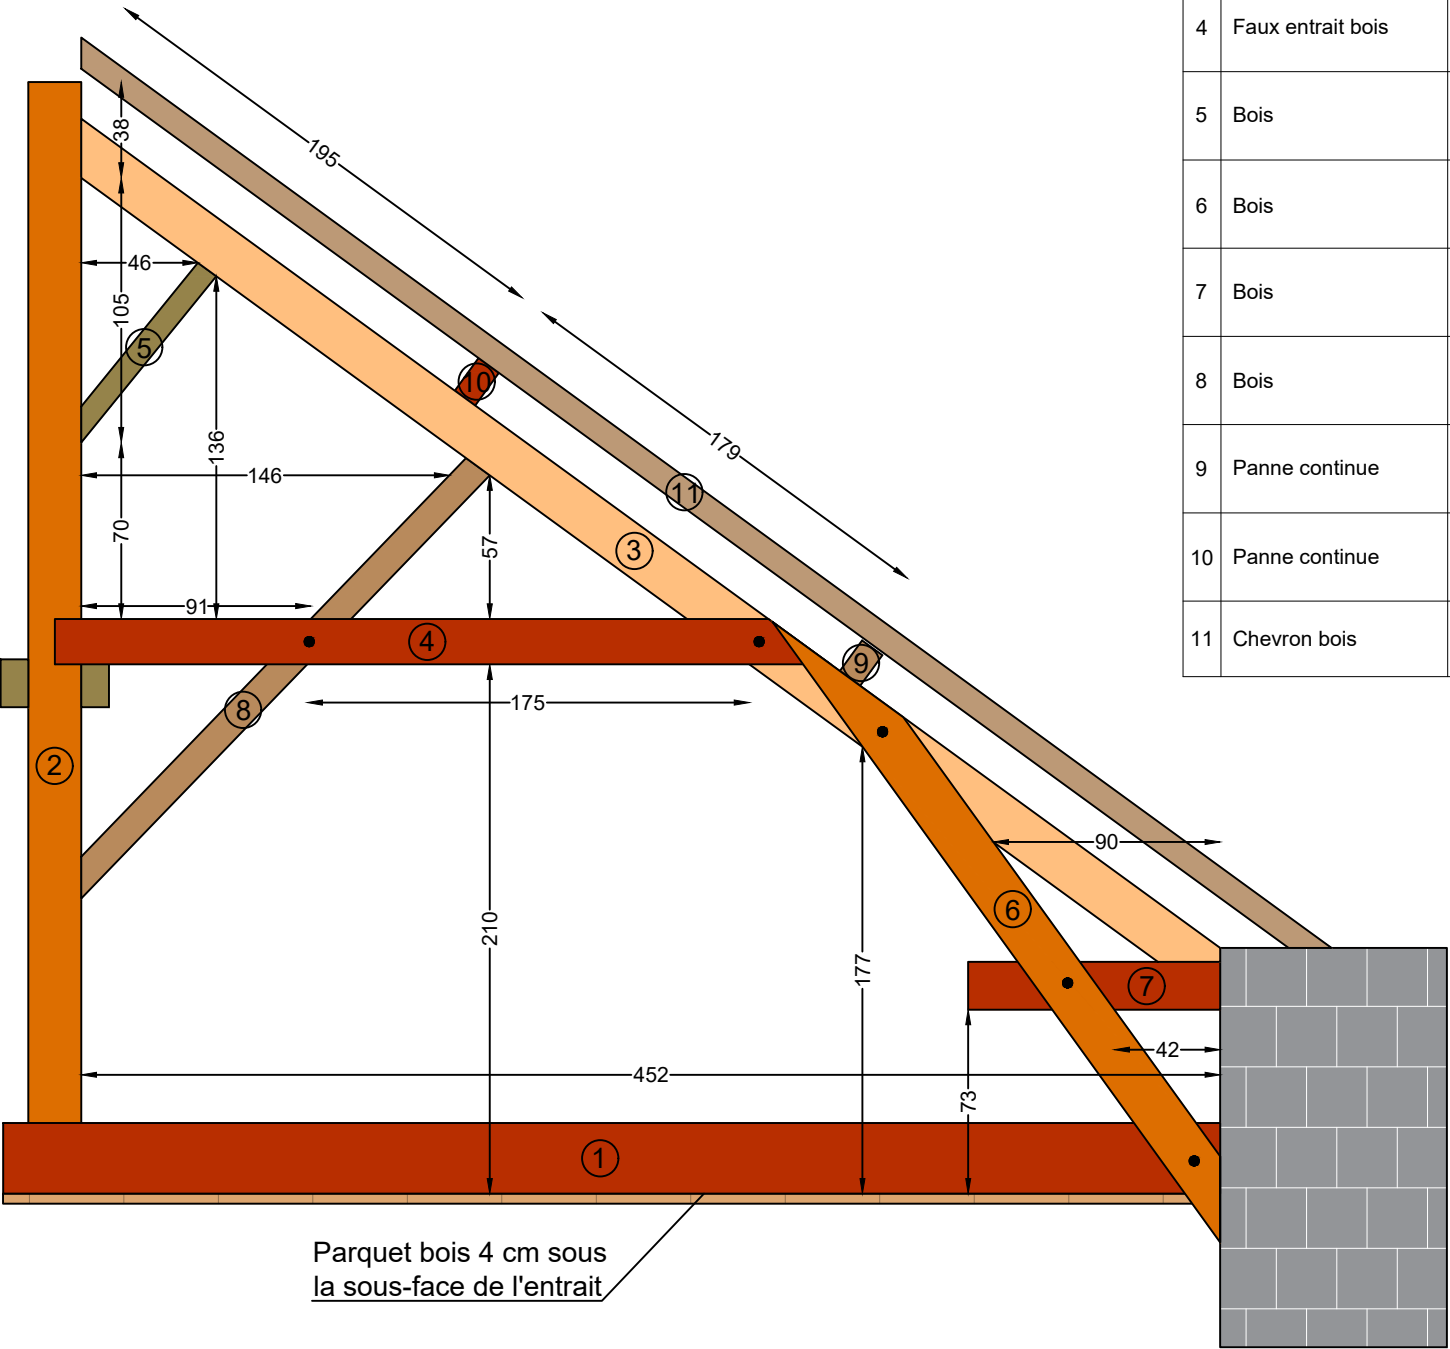 4 Faux entrait bois
5 Bois
6 Bois
7 Bois
8 Bois
9 Panne continue
10 Panne continue
11 Chevron bois
195
38
46
105
5
10
136
179
146
11
70
57
3
91
4
9
175
8
2
90
6
210
177
7
42
452
73
1
Parquet bois 4 cm sous
la sous-face de l'entrait